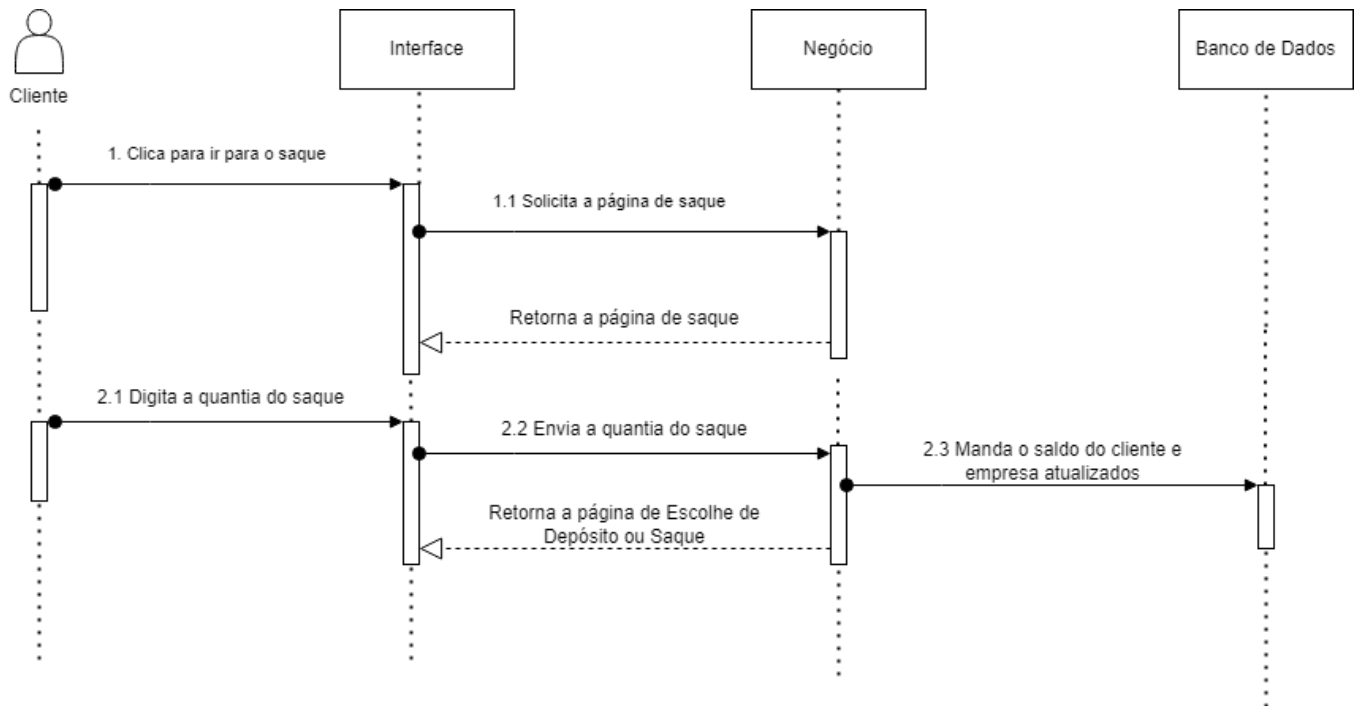 Cliente
Interface
Negócio
Banco de Dados
1. Clica para ir para o saque
1.1 Solicita a página de saque
Retorna a página de saque
2.1 Digita a quantia do saque
2.2 Envia a quantia do saque
2.3 Manda o saldo do cliente e
empresa atualizados
Retorna a página de Escolhe de
Depósito ou Saque